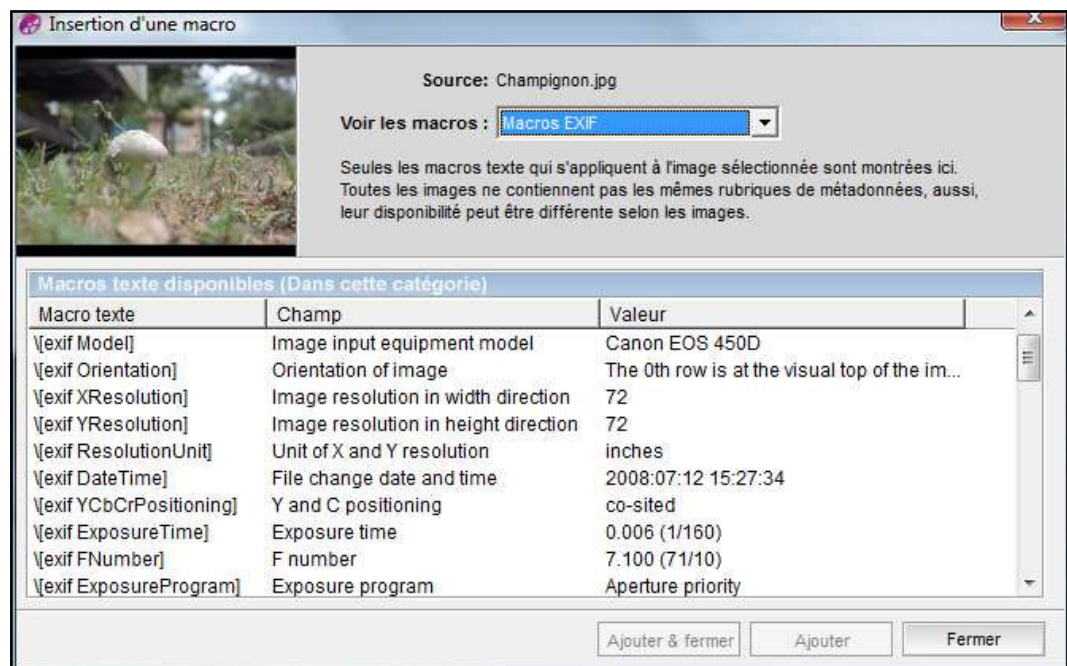 Insertion d'une macro
Source: Champignon.jpg
Voir les macros : Macros EXIF
Seules les macros texte qui s'appliquent à l'image sélectionnée sont montrées ici.
Toutes les images ne contiennent pas les mêmes rubriques de métadonnées, aussi,
leur disponibilité peut être différente selon les images.
Macros texte disponibles (Dans cette catégorie)
Macro texte Champ Valeur
\[exif Model] Image input equipment model Canon EOS 450D
\[exif Orientation] Orientation of image The 0th row is at the visual top of the im...
\[exif XResolution] Image resolution in width direction 72
\[exif YResolution] Image resolution in height direction 72
\[exif ResolutionUnit] Unit of X and Y resolution inches
\[exif DateTime] File change date and time 2008:07:12 15:27:34
\[exif YCbCrPositioning] Y and C positioning co-sited
\[exif ExposureTime] Exposure time 0.006 (1/160)
\[exif FNumber] F number 7.100 (71/10)
\[exif ExposureProgram] Exposure program Aperture priority
Ajouter & fermer Ajouter Fermer